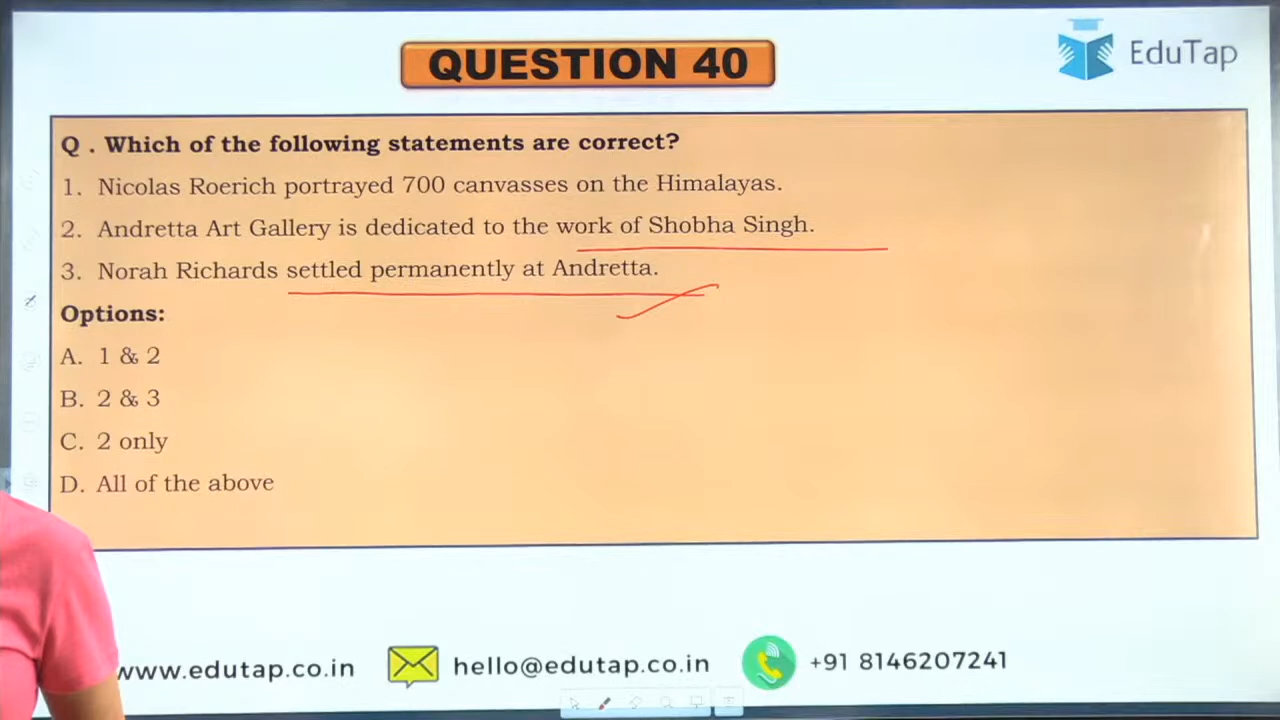 QUESTION 40
EduTap
Q . Which of the following statements are correct?
1. Nicolas Roerich portrayed 700 canvasses on the Himalayas.
2. Andretta Art Gallery is dedicated to the work of Shobha Singh.
3. Norah Richards settled permanently at Andretta.
Options:
A. 1 & 2
B. 2 & 3
C. 2 only
D. All of the above
www.edutap.co.in hello@edutap.co.in +91 8146207241